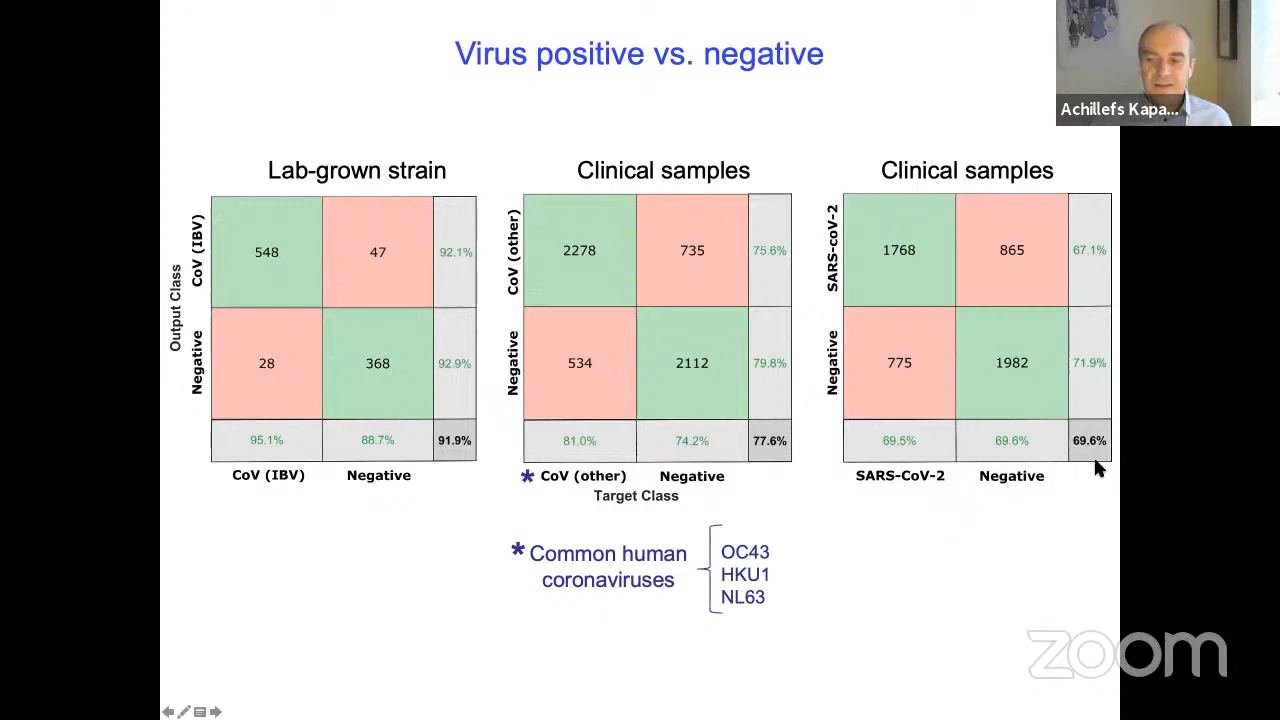 Virus positive vs. negative
Achillefs Kapa...
Lab-grown strain
Output Class
CoV (IBV)
Negative
548
47
92.1%
28
368
92.9%
95.1%
88.7%
91.9%
CoV (IBV)
Negative
Clinical samples
CoV (other)
Negative
2278
735
75.6%
534
2112
79.8%
81.0%
74.2%
77.6%
* CoV (other)
Negative
Target Class
Clinical samples
SARS-coV-2
Negative
1768
865
67.1%
775
1982
71.9%
69.5%
69.6%
69.6%
SARS-CoV-2
Negative
* Common human
coronaviruses
OC43
HKU1
NL63
zoom